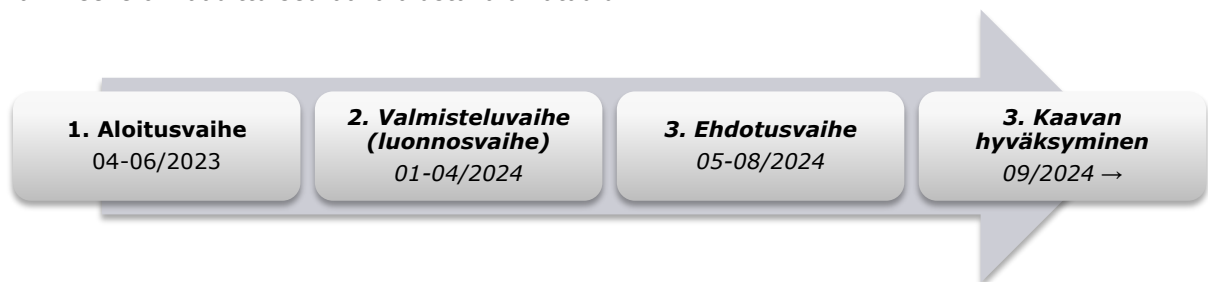 1. Aloitusvaihe
04-06/2023
2. Valmisteluvaihe
(luonnosvaihe)
01-04/2024
3. Ehdotusvaihe
05-08/2024
3. Kaavan
hyväksyminen
09/2024 →